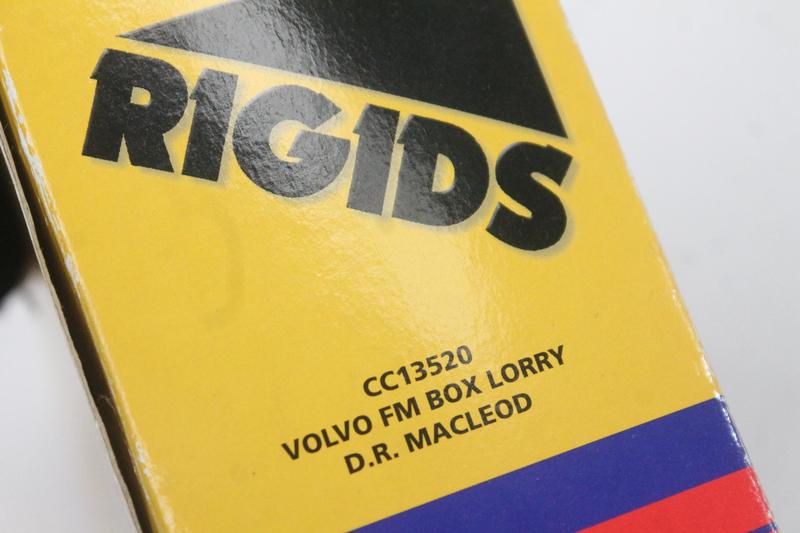 RIGIDS
CC13520
VOLVO FM BOX LORRY
D.R. MACLEOD